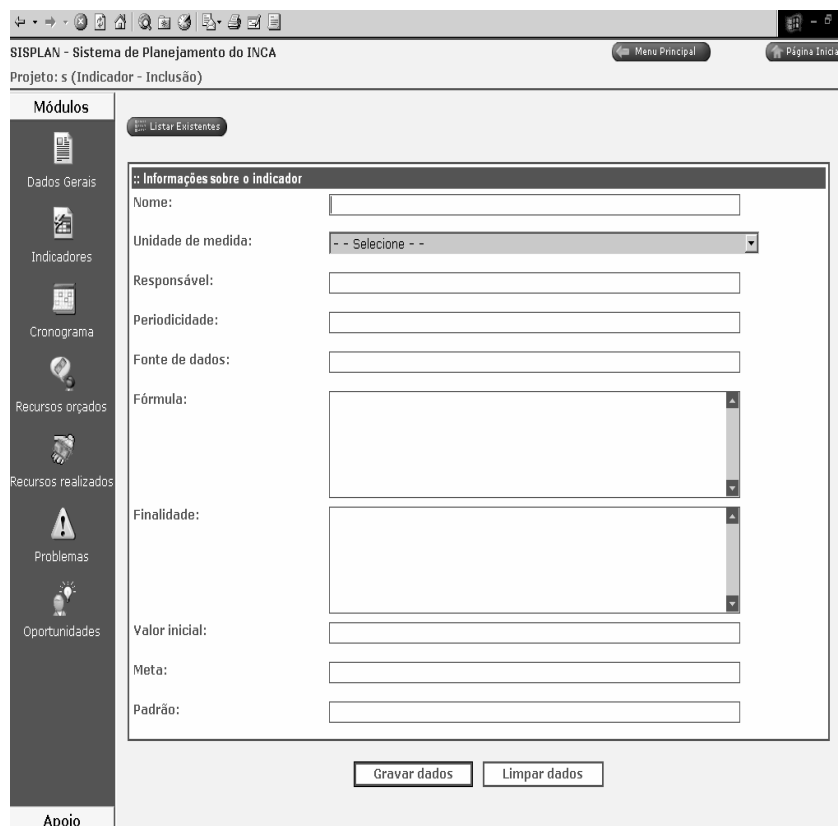 SISPLAN - Sistema de Planejamento do INCA
Menu Principal
Página Inicia
Projeto: s (Indicador - Inclusão)
Módulos
Listar Existentes
Dados Gerais
Indicadores
Cronograma
Recursos orçados
Recursos realizados
Problemas
Oportunidades
Apoio
:: Informações sobre o indicador
Nome:
Unidade de medida:
- - Selecione - -
Responsável:
Periodicidade:
Fonte de dados:
Fórmula:
Finalidade:
Valor inicial:
Meta:
Padrão:
Gravar dados
Limpar dados